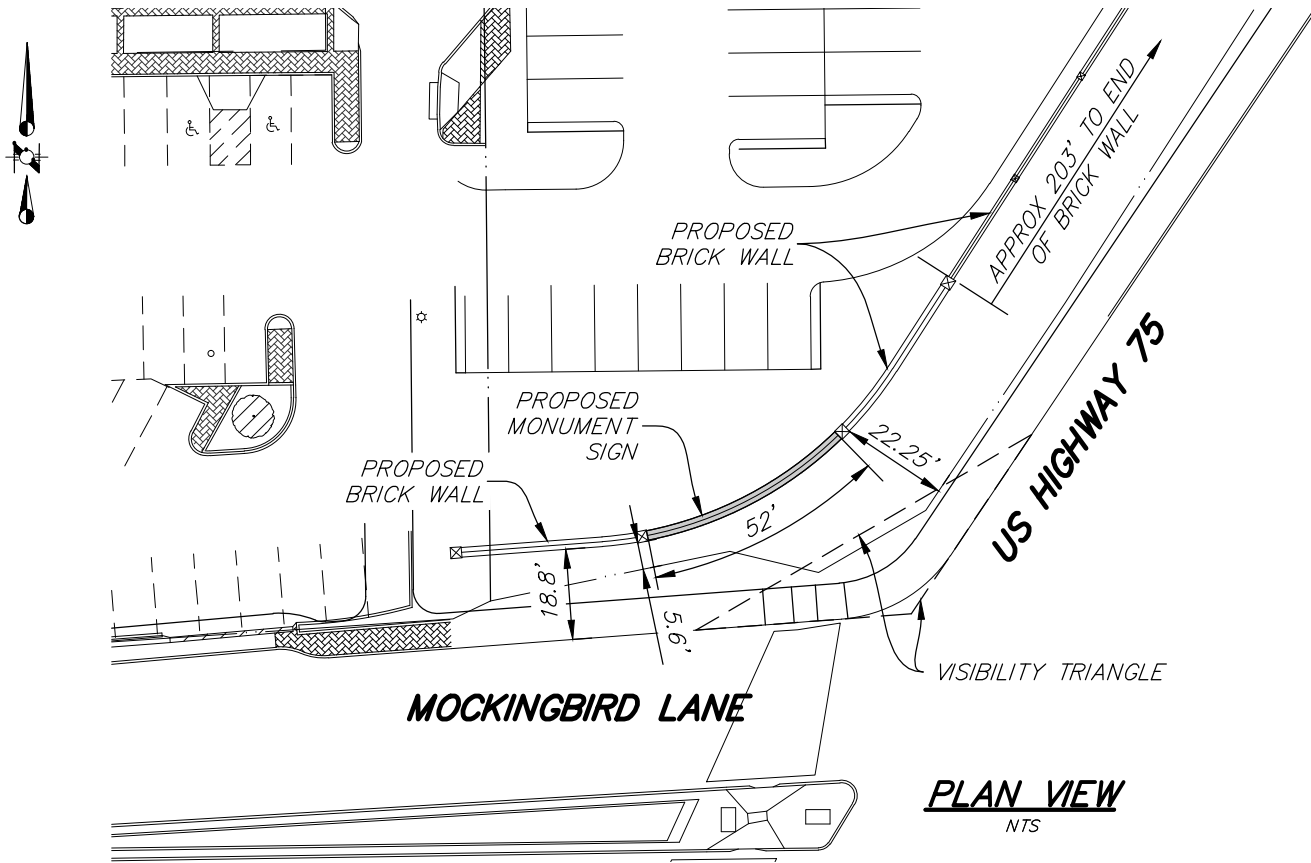 PROPOSED
BRICK WALL
APPROX 203' TO END
OF BRICK WALL
PROPOSED
MONUMENT
SIGN
PROPOSED
BRICK WALL
22.25'
52'
18.8'
5.6'
US HIGHWAY 75
VISIBILITY TRIANGLE
MOCKINGBIRD LANE
PLAN VIEW
NTS